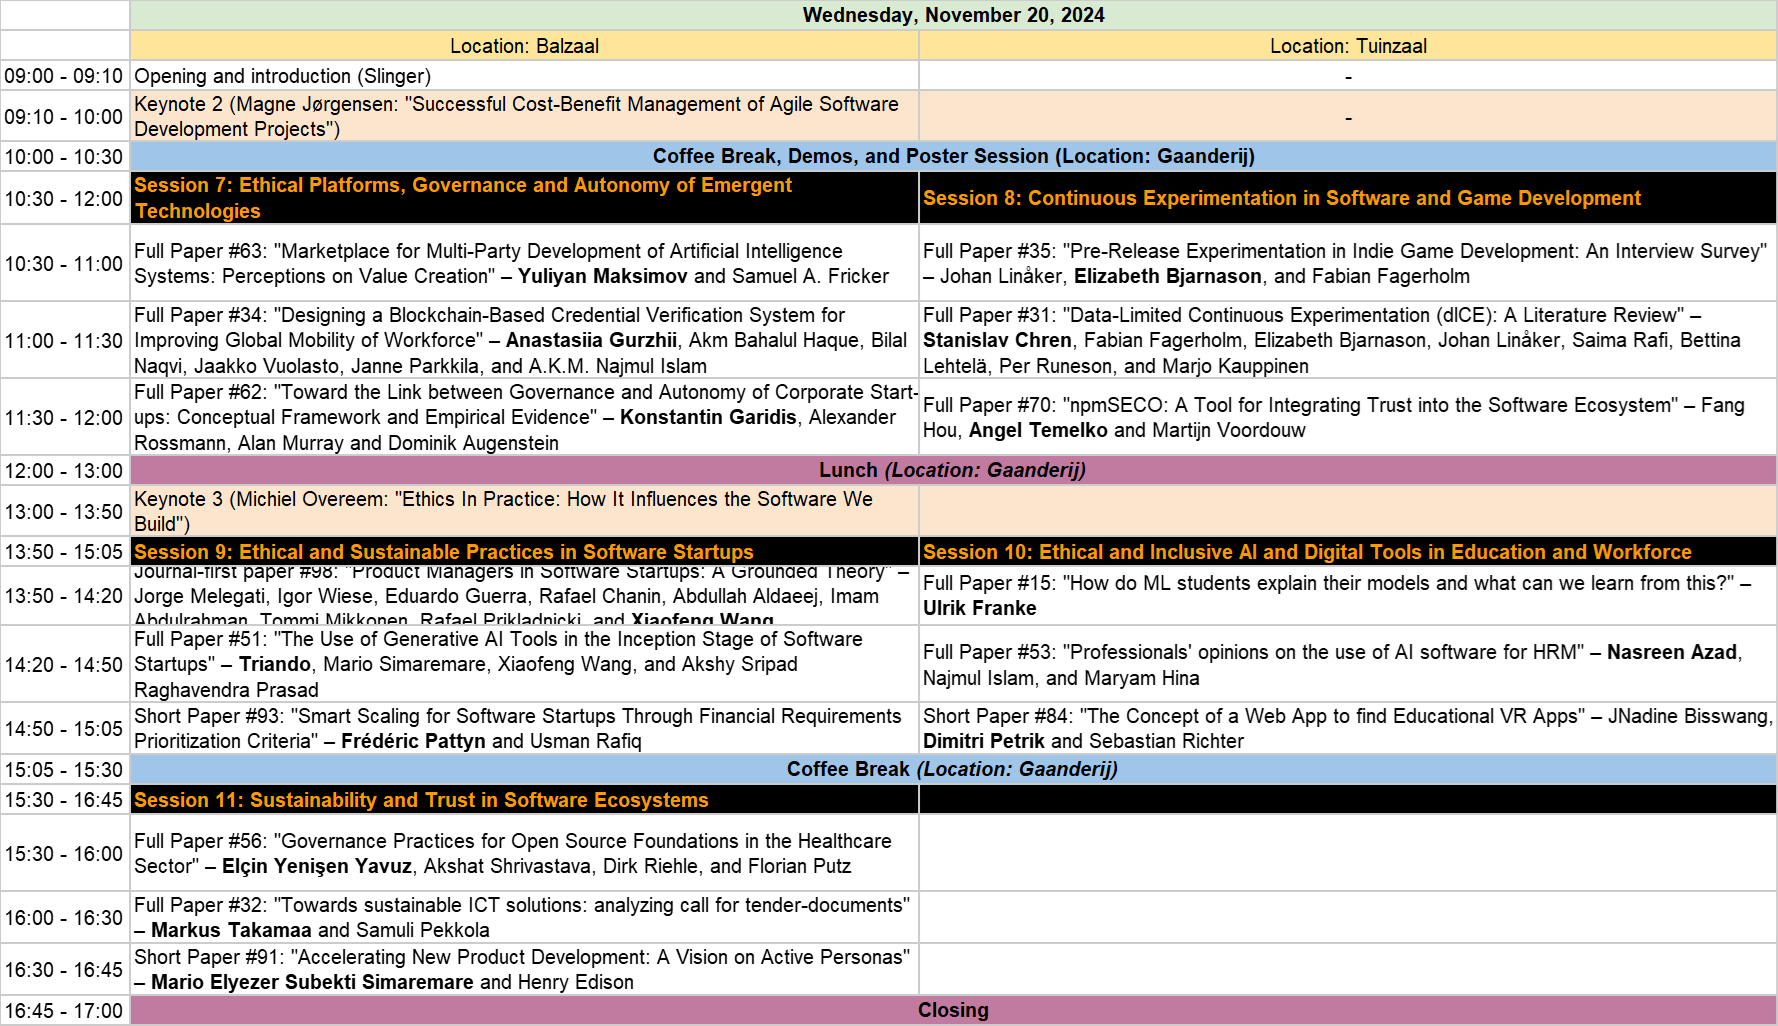 Wednesday, November 20, 2024
Location: Balzaal
Location: Tuinzaal
09:00 - 09:10
Opening and introduction (Slinger)
-
09:10 - 10:00
Keynote 2 (Magne Jørgensen: "Successful Cost-Benefit Management of Agile Software
Development Projects")
-
10:00 - 10:30
Coffee Break, Demos, and Poster Session (Location: Gaanderij)
10:30 - 12:00
Session 7: Ethical Platforms, Governance and Autonomy of Emergent
Technologies
Session 8: Continuous Experimentation in Software and Game Development
10:30 - 11:00
Full Paper #63: "Marketplace for Multi-Party Development of Artificial Intelligence
Systems: Perceptions on Value Creation" – Yuliyan Maksimov and Samuel A. Fricker
Full Paper #35: "Pre-Release Experimentation in Indie Game Development: An Interview Survey"
– Johan Linåker, Elizabeth Bjarnason, and Fabian Fagerholm
11:00 - 11:30
Full Paper #34: "Designing a Blockchain-Based Credential Verification System for
Improving Global Mobility of Workforce" – Anastasiia Gurzhii, Akm Bahalul Haque, Bilal
Naqvi, Jaakko Vuolasto, Janne Parkkila, and A.K.M. Najmul Islam
Full Paper #31: "Data-Limited Continuous Experimentation (dlCE): A Literature Review" –
Stanislav Chren, Fabian Fagerholm, Elizabeth Bjarnason, Johan Linåker, Saima Rafi, Bettina
Lehtelä, Per Runeson, and Marjo Kauppinen
11:30 - 12:00
Full Paper #62: "Toward the Link between Governance and Autonomy of Corporate Start-
ups: Conceptual Framework and Empirical Evidence" – Konstantin Garidis, Alexander
Rossmann, Alan Murray and Dominik Augenstein
Full Paper #70: "npmSECO: A Tool for Integrating Trust into the Software Ecosystem" – Fang
Hou, Angel Temelko and Martijn Voordouw
12:00 - 13:00
Lunch (Location: Gaanderij)
13:00 - 13:50
Keynote 3 (Michiel Overeem: "Ethics In Practice: How It Influences the Software We
Build")
13:50 - 15:05
Session 9: Ethical and Sustainable Practices in Software Startups
Session 10: Ethical and Inclusive AI and Digital Tools in Education and Workforce
13:50 - 14:20
Journal-first paper #98: "Product Managers in Software Startups: A Grounded Theory" –
Jorge Melegati, Igor Wiese, Eduardo Guerra, Rafael Chanin, Abdullah Aldaeej, Imam
Abdulrahman, Tommi Mikkonen, Rafael Prikladnicki, and Xiaofeng Wang
Full Paper #15: "How do ML students explain their models and what can we learn from this?" –
Ulrik Franke
14:20 - 14:50
Full Paper #51: "The Use of Generative AI Tools in the Inception Stage of Software
Startups" – Triando, Mario Simaremare, Xiaofeng Wang, and Akshy Sripad
Raghavendra Prasad
Full Paper #53: "Professionals' opinions on the use of AI software for HRM" – Nasreen Azad,
Najmul Islam, and Maryam Hina
14:50 - 15:05
Short Paper #93: "Smart Scaling for Software Startups Through Financial Requirements
Prioritization Criteria" – Frédéric Pattyn and Usman Rafiq
Short Paper #84: "The Concept of a Web App to find Educational VR Apps" – JNadine Bisswang,
Dimitri Petrik and Sebastian Richter
15:05 - 15:30
Coffee Break (Location: Gaanderij)
15:30 - 16:45
Session 11: Sustainability and Trust in Software Ecosystems
15:30 - 16:00
Full Paper #56: "Governance Practices for Open Source Foundations in the Healthcare
Sector" – Elçin Yenişen Yavuz, Akshat Shrivastava, Dirk Riehle, and Florian Putz
16:00 - 16:30
Full Paper #32: "Towards sustainable ICT solutions: analyzing call for tender-documents"
– Markus Takamaa and Samuli Pekkola
16:30 - 16:45
Short Paper #91: "Accelerating New Product Development: A Vision on Active Personas"
– Mario Elyezer Subekti Simaremare and Henry Edison
16:45 - 17:00
Closing